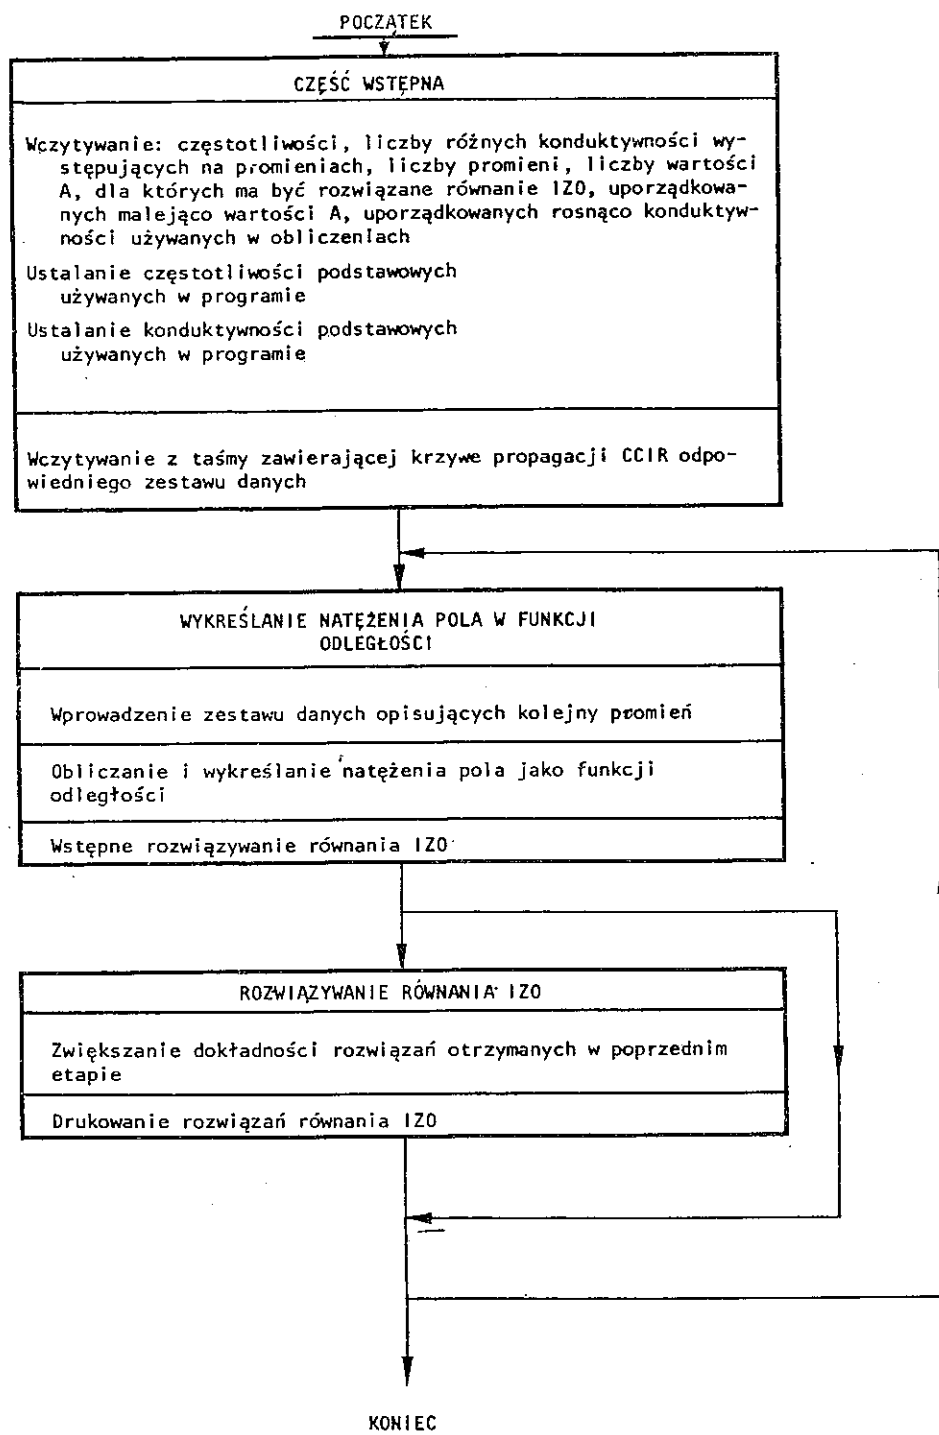 POCZĄTEK
CZĘŚĆ WSTĘPNA
Wczytywanie: częstotliwości, liczby różnych konduktywności wy-
stępujących na promieniach, liczby promieni, liczby wartości
A, dla których ma być rozwiązane równanie IZO, uporządkowa-
nych malejąco wartości A, uporządkowanych rosnąco konduktyw-
ności używanych w obliczeniach
Ustalanie częstotliwości podstawowych
używanych w programie
Ustalanie konduktywności podstawowych
używanych w programie
Wczytywanie z taśmy zawierającej krzywe propagacji CCIR odpo-
wiedniego zestawu danych
WYKREŚLANIE NATĘŻENIA POLA W FUNKCJI
ODLEGŁOŚCI
Wprowadzenie zestawu danych opisujących kolejny promień
Obliczanie i wykreślanie natężenia pola jako funkcji
odległości
Wstępne rozwiązywanie równania IZO
ROZWIĄZYWANIE RÓWNANIA IZO
Zwiększanie dokładności rozwiązań otrzymanych w poprzednim
etapie
Drukowanie rozwiązań równania IZO
KONIEC